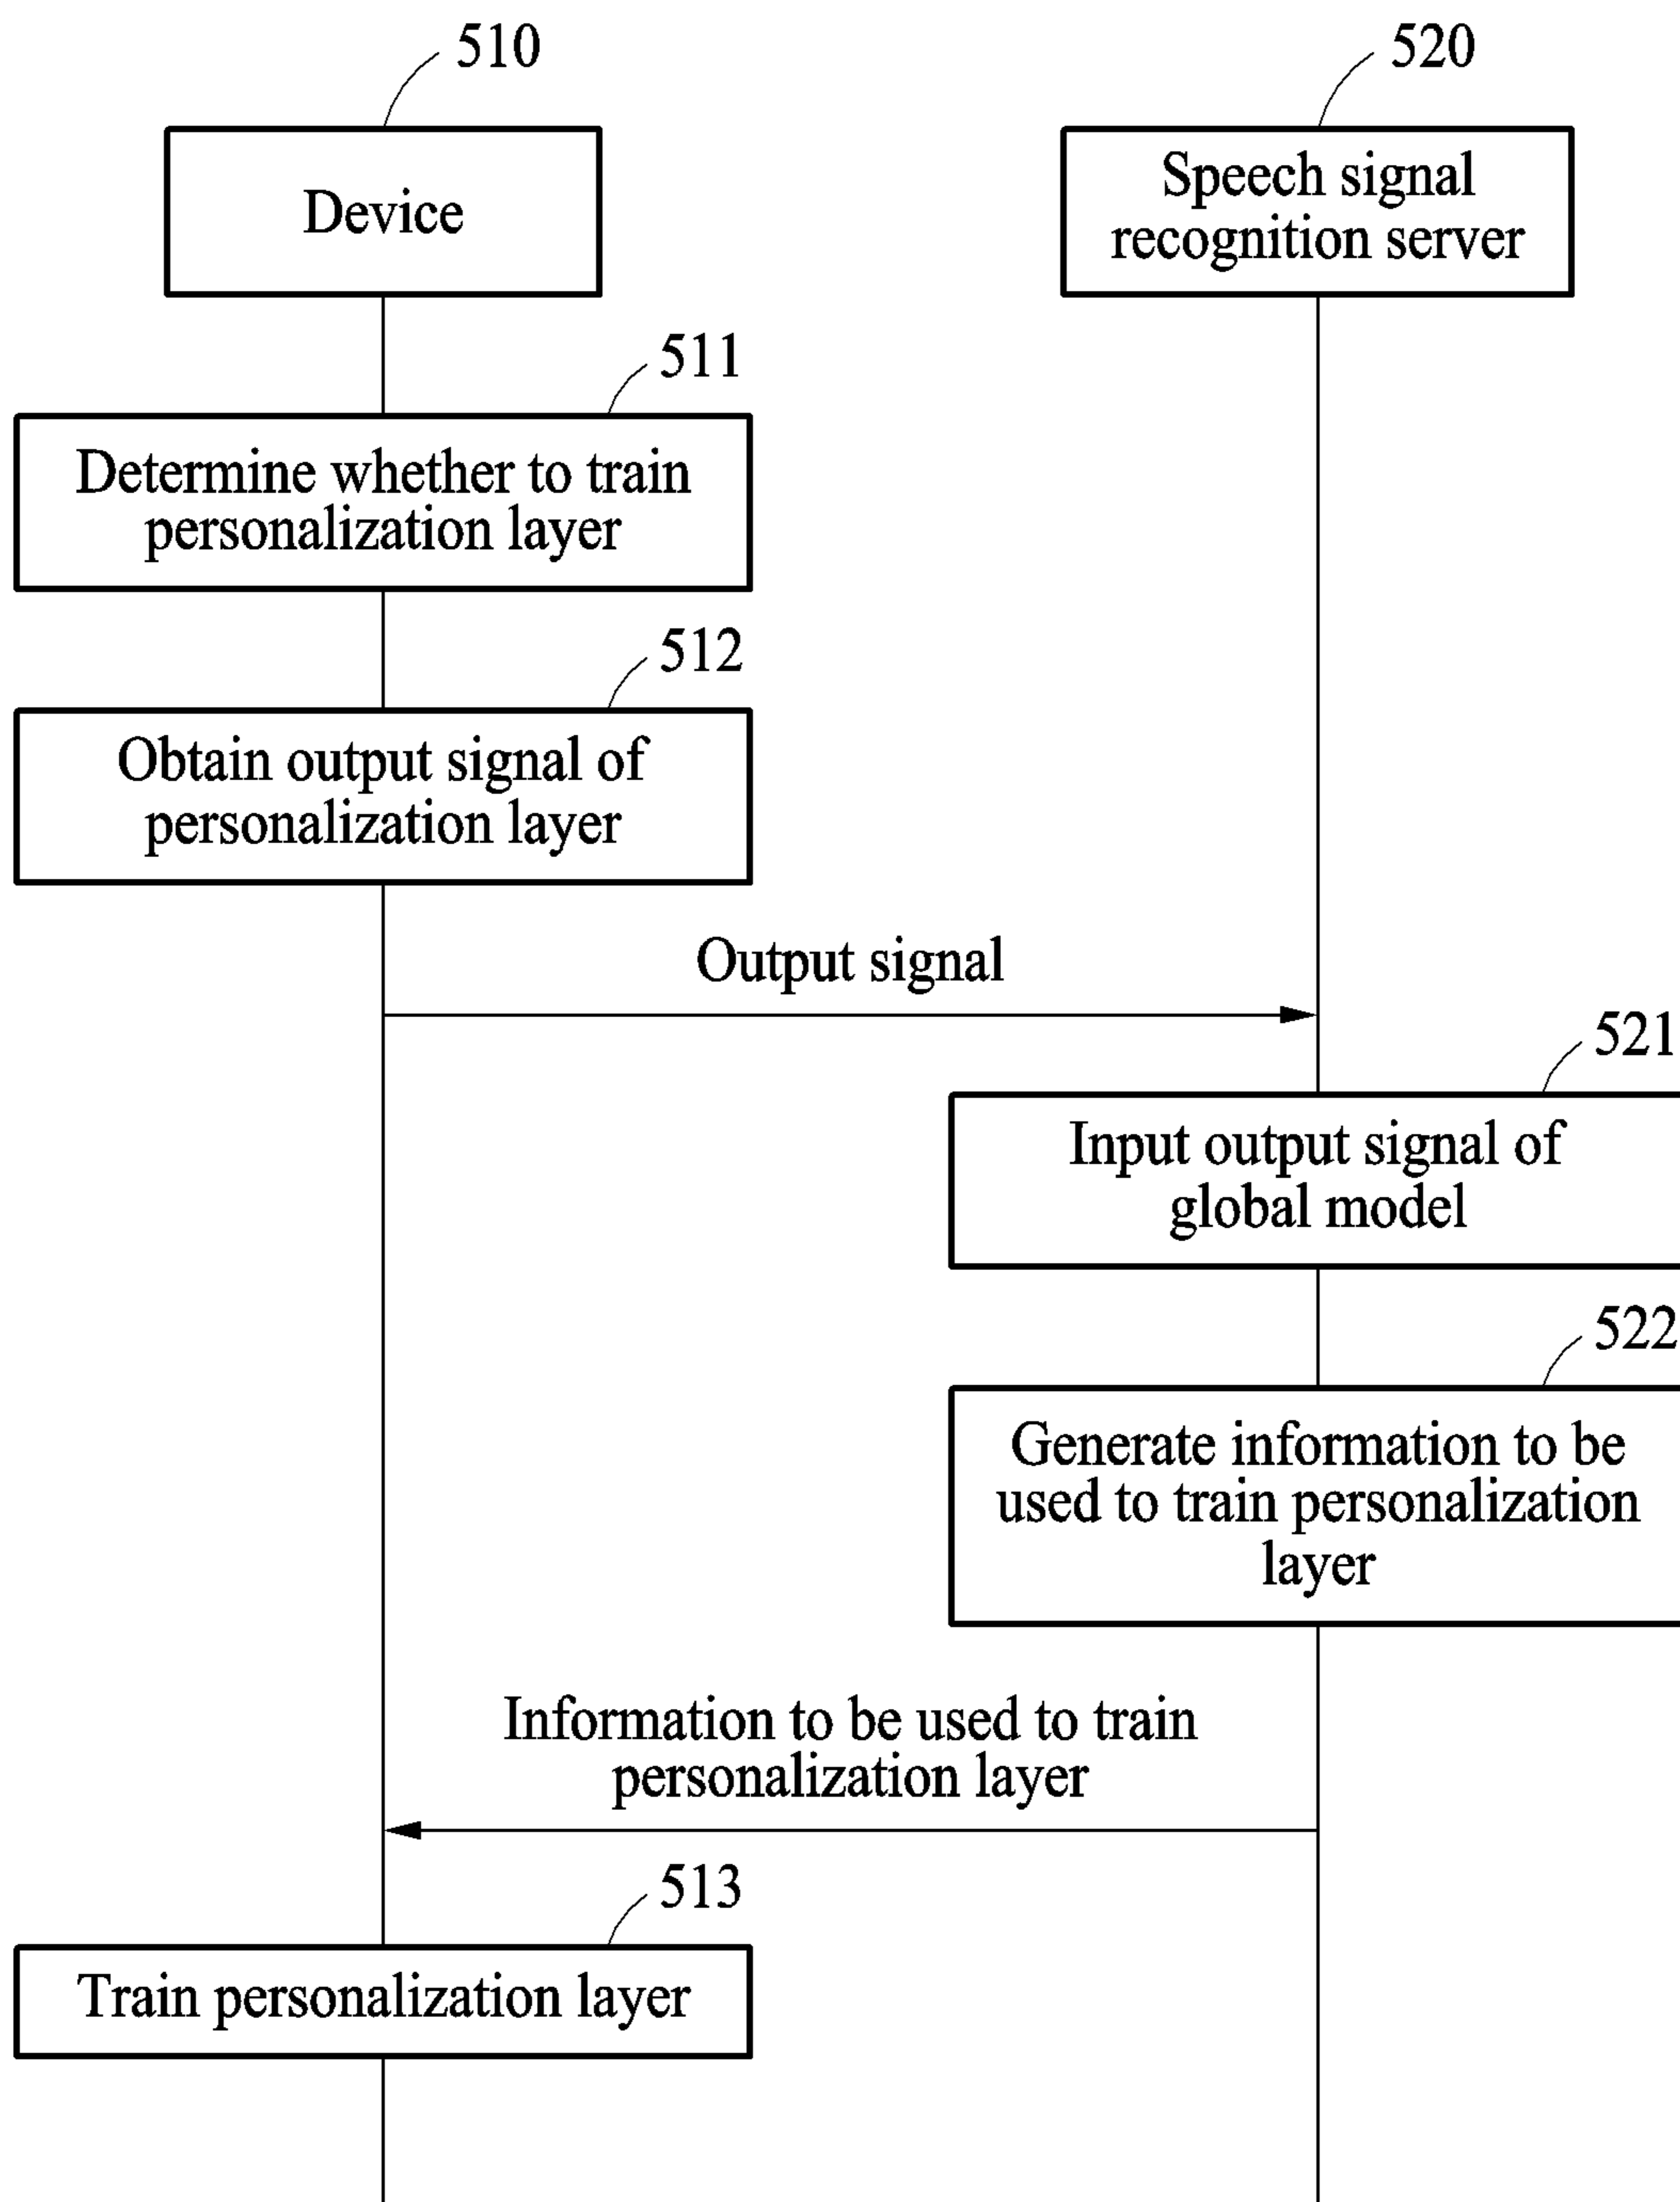 510
520
Device
Speech signal
recognition server
511
Determine whether to train
personalization layer
512
Obtain output signal of
personalization layer
Output signal
521
Input output signal of
global model
522
Generate information to be
used to train personalization
layer
Information to be used to train
personalization layer
513
Train personalization layer